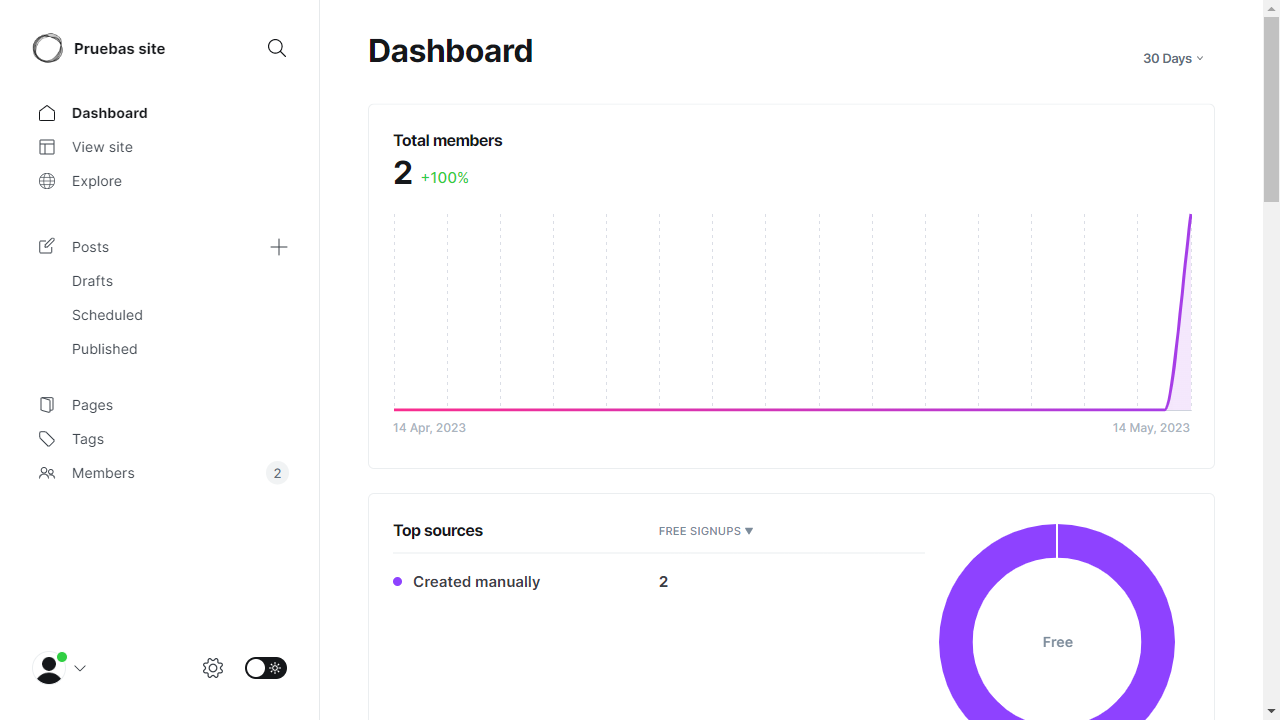 Pruebas site
Dashboard
View site
Explore
Posts
Drafts
Scheduled
Published
Pages
Tags
Members
2
Dashboard
30 Days
Total members
2 +100%
14 Apr, 2023
14 May, 2023
Top sources
FREE SIGNUPS
Created manually
2
Free